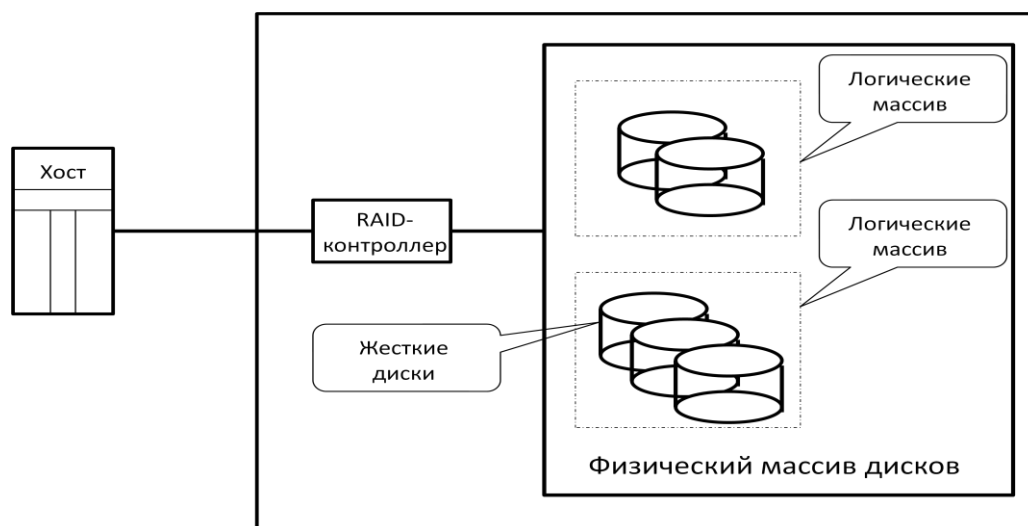 Логические
массив
Хост
RAID-
контроллер
Логические
массив
Жесткие
диски
Физический массив дисков